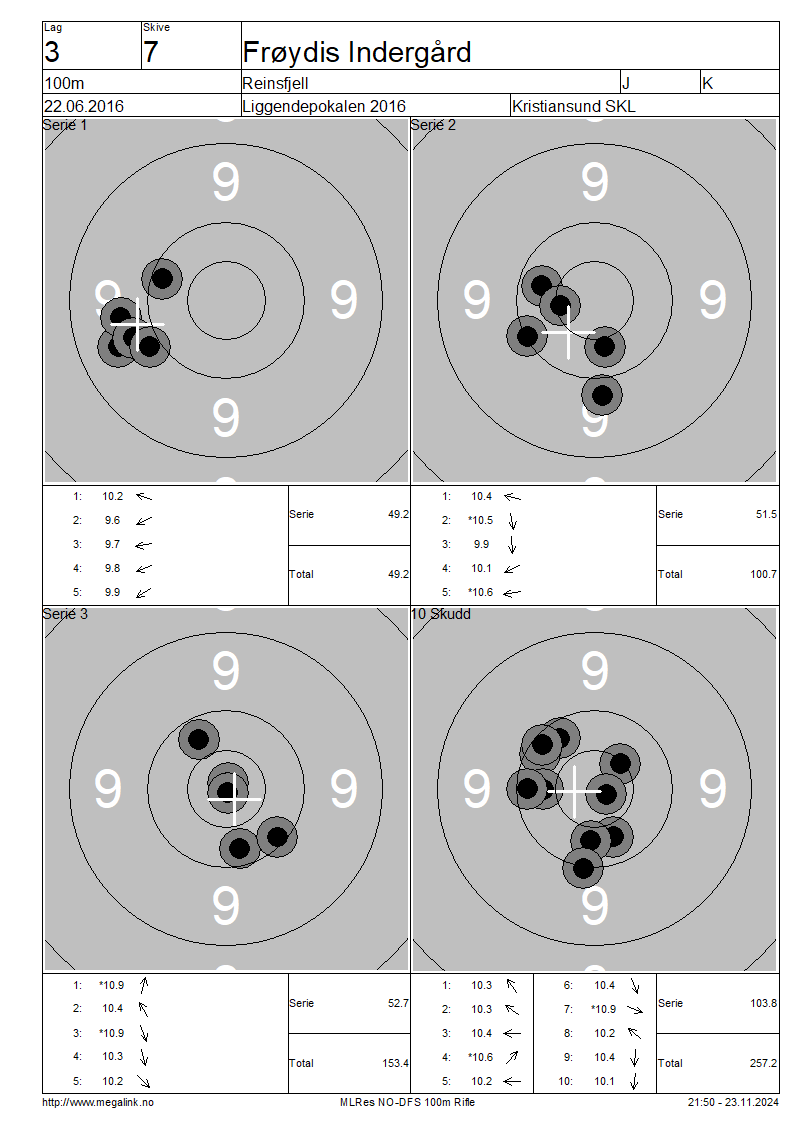 Lag Skive
3 7 Frøydis Indergård
100m Reinsfjell J K
22.06.2016 Liggendepokalen 2016 Kristiansund SKL
Serie 1
9
9 9
9
Serie 2
9
9 9
9
1: 10.2
2: 9.6
3: 9.7
4: 9.8
5: 9.9
Serie 49.2
Total 49.2
1: 10.4
2: *10.5
3: 9.9
4: 10.1
5: *10.6
Serie 51.5
Total 100.7
Serie 3
9
9 9
9
10 Skudd
9
9 9
9
1: *10.9
2: 10.4
3: *10.9
4: 10.3
5: 10.2
Serie 52.7
Total 153.4
1: 10.3 6: 10.4
2: 10.3 7: *10.9
3: 10.4 8: 10.2
4: *10.6 9: 10.4
5: 10.2 10: 10.1
Serie 103.8
Total 257.2
http://www.megalink.no MLRes NO-DFS 100m Rifle 21:50 - 23.11.2024